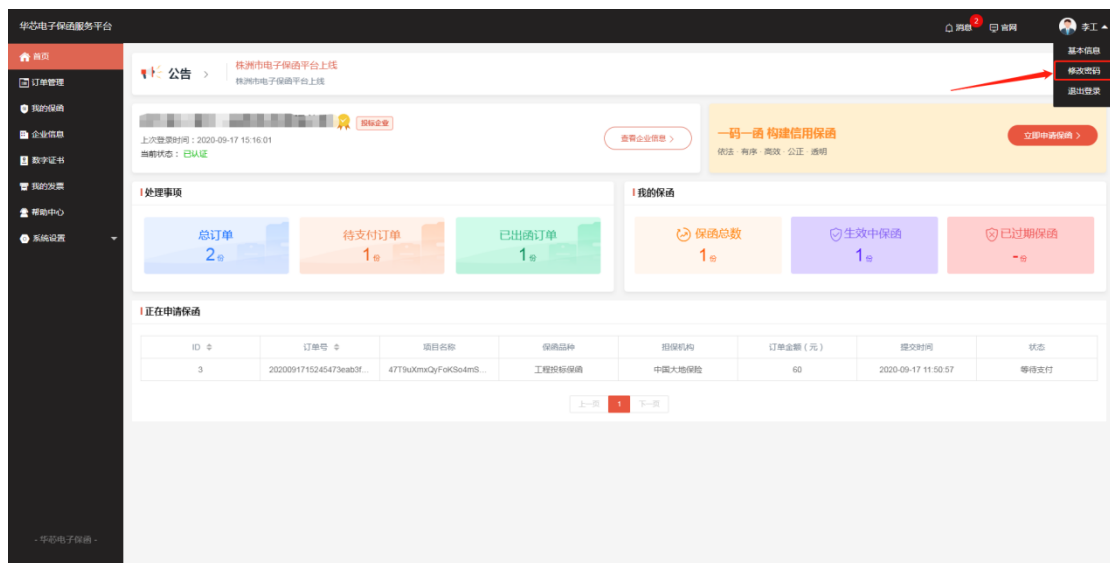 华芯电子保函服务平台
消息
2
官网
李工
基本信息
修改密码
退出登录
首页
订单管理
我的保函
企业信息
数字证书
我的发票
帮助中心
系统设置
- 华芯电子保函 -
公告
株洲市电子保函平台上线
株洲市电子保函平台上线
投标企业
上次登录时间：2020-09-17 15:16:01
当前状态： 已认证
查看企业信息
一码一函 构建信用保函
依法 · 有序 · 高效 · 公正 · 透明
立即申请保函
处理事项
总订单
2份
待支付订单
1份
已出函订单
1份
我的保函
保函总数
1份
生效中保函
1份
已过期保函
-份
正在申请保函
ID 订单号 项目名称 保函品种 担保机构 订单金额（元） 提交时间 状态
3 2020091715245473eab3f... 47T9uXmxQyFoKSo4mS... 工程投标保函 中国大地保险 60 2020-09-17 11:50:57 等待支付
上一页 1 下一页